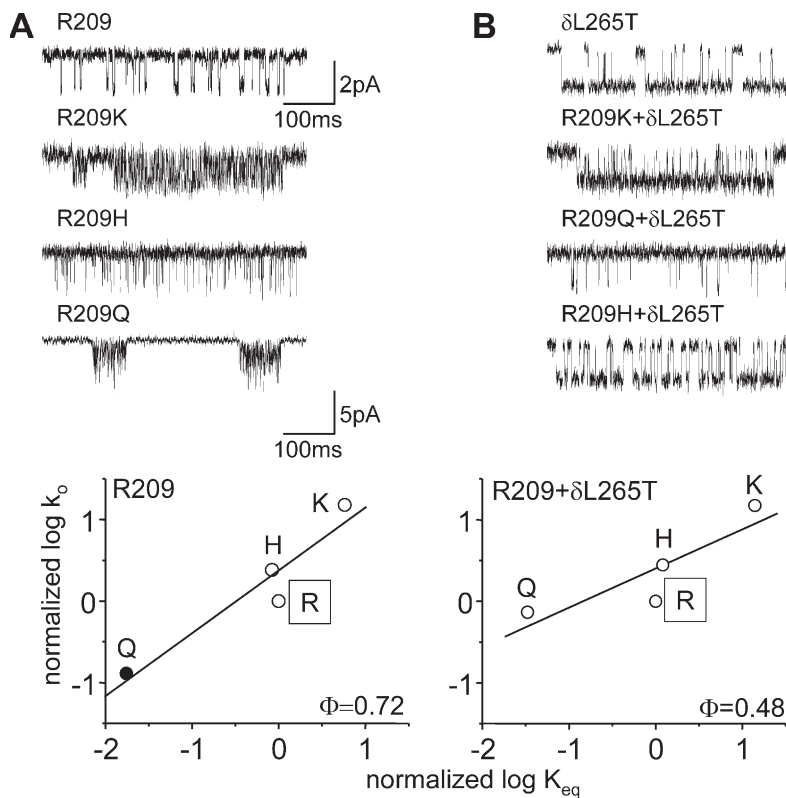 A
R209
2pA
100ms
R209K
R209H
R209Q
5pA
100ms
B
δL265T
R209K+δL265T
R209Q+δL265T
R209H+δL265T
normalized log kₒ
R209
1
0
-1
K
H
R
Q
Φ=0.72
-2
-1
0
1
R209+δL265T
1
0
-1
K
H
Q
R
Φ=0.48
-2
-1
0
1
normalized log Keq